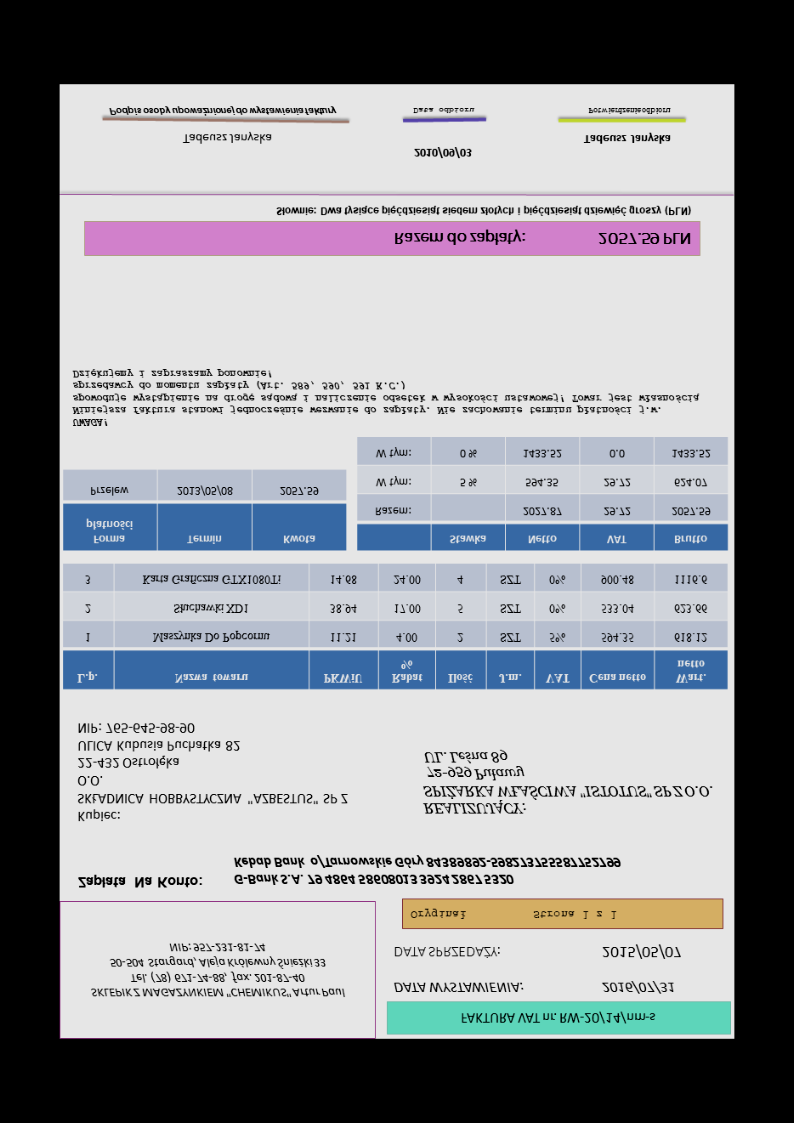 FAKTURA VAT nr. RW-20/14/nm-s
DATA WYSTAWIENIA: 2016/07/31
DATA SPRZEDAŻY: 2015/05/07
Oryginał Strona 1 z 1
SKLEPIK Z MAGAZYNKIEM "CHEMIKUS" Artur Paul
Tel. (78) 671-74-88, fax. 201-87-40
50-504 Stargard, Aleja Królewny Śnieżki 33
NIP: 957-231-81-74
Zapłata Na Konto:
G-Bank S.A. 79 4864 5860 8013 3924 2867 5320
Kebab Bank o/Tarnowskie Góry 84389892-598273755587752799
Kupiec:
SKŁADNICA HOBBYSTYCZNA "AZBESTUS" SP Z
O.O.
22-432 Ostrołęka
ULICA Kubusia Puchatka 82
NIP: 765-645-98-90
REALIZUJĄCY:
SPIŻARKA WŁAŚCIWA "ISTOTUS" SP Z O.O.
72-959 Puławy
UL. Leśna 89
L.p. Nazwa towaru PKWiU Rabat % Ilość J.m. VAT Cena netto Wart. netto
1 Maszynka Do Popcornu 11.21 4.00 2 SZT 5% 594.35 618.12
2 Słuchawki XD1 38.94 17.00 5 SZT 0% 533.04 623.66
3 Karta Graficzna GTX1080Ti 14.68 24.00 4 SZT 0% 900.48 1116.6
Forma płatności Termin Kwota
Przelew 2013/05/08 2057.59
Stawka Netto VAT Brutto
Razem: 2027.87 29.72 2057.59
W tym: 5 % 594.35 29.72 624.07
W tym: 0 % 1433.52 0.0 1433.52
UWAGA!
Niniejsza faktura stanowi jednocześnie wezwanie do zapłaty. Nie zachowanie terminu płatności j.w.
spowoduje wystąpienie na drogę sądową i naliczenie odsetek w wysokości ustawowej! Towar jest własnością
sprzedawcy do momentu zapłaty (Art. 589, 590, 591 K.C.)
Dziękujemy i zapraszamy ponownie!
Razem do zapłaty: 2057.59 PLN
Słownie: Dwa tysiące pięćdziesiąt siedem złotych i pięćdziesiąt dziewięć groszy (PLN)
Tadeusz Janyska
Podpis osoby upoważnionej do wystawienia faktury
2010/09/03
Data odbioru
Tadeusz Janyska
Potwierdzenie odbioru